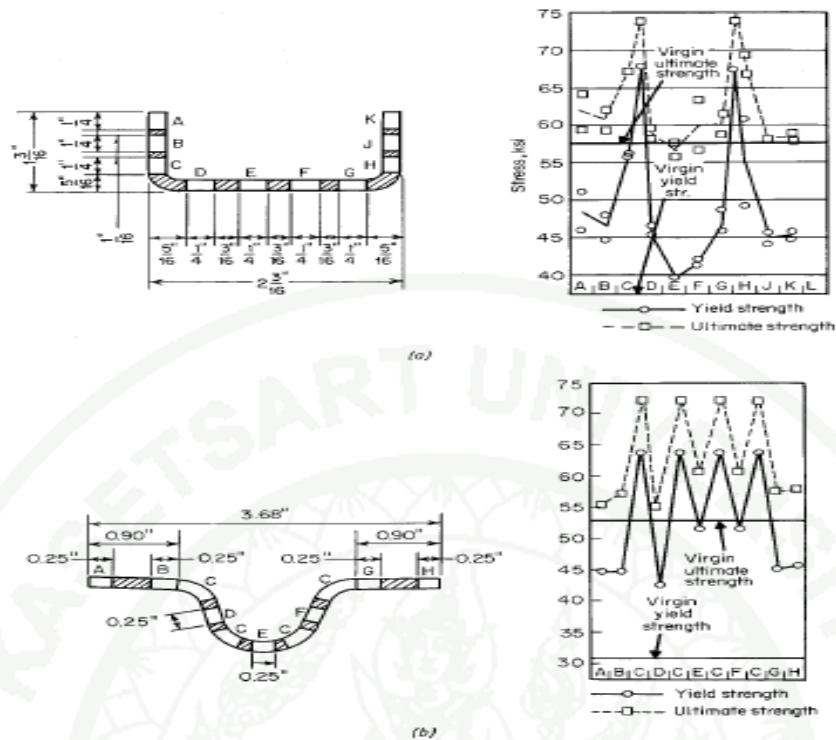 75
70
65
60
55
50
45
40
Stress, ksi
Virgin
ultimate
strength
Virgin
yield
str.
A B C D E F G H J K L
Yield strength
Ultimate strength
A
B
C
D
E
F
G
H
J
K
1/4"
1/4"
1/4"
5/16"
1 3/16"
1/16"
5/16" 1/4" 3/16" 1/4" 3/16" 1/4" 3/16" 1/4" 5/16"
(a)
KASETSART UNIVERSITY
75
70
65
60
55
50
45
40
35
30
Virgin
ultimate
strength
Virgin
yield
strength
A B C D C E C F C G H
Yield strength
Ultimate strength
3.68"
0.90" 0.90"
0.25" 0.25" 0.25" 0.25"
A B C C G H
D F
0.25" C E C
0.25"
(b)